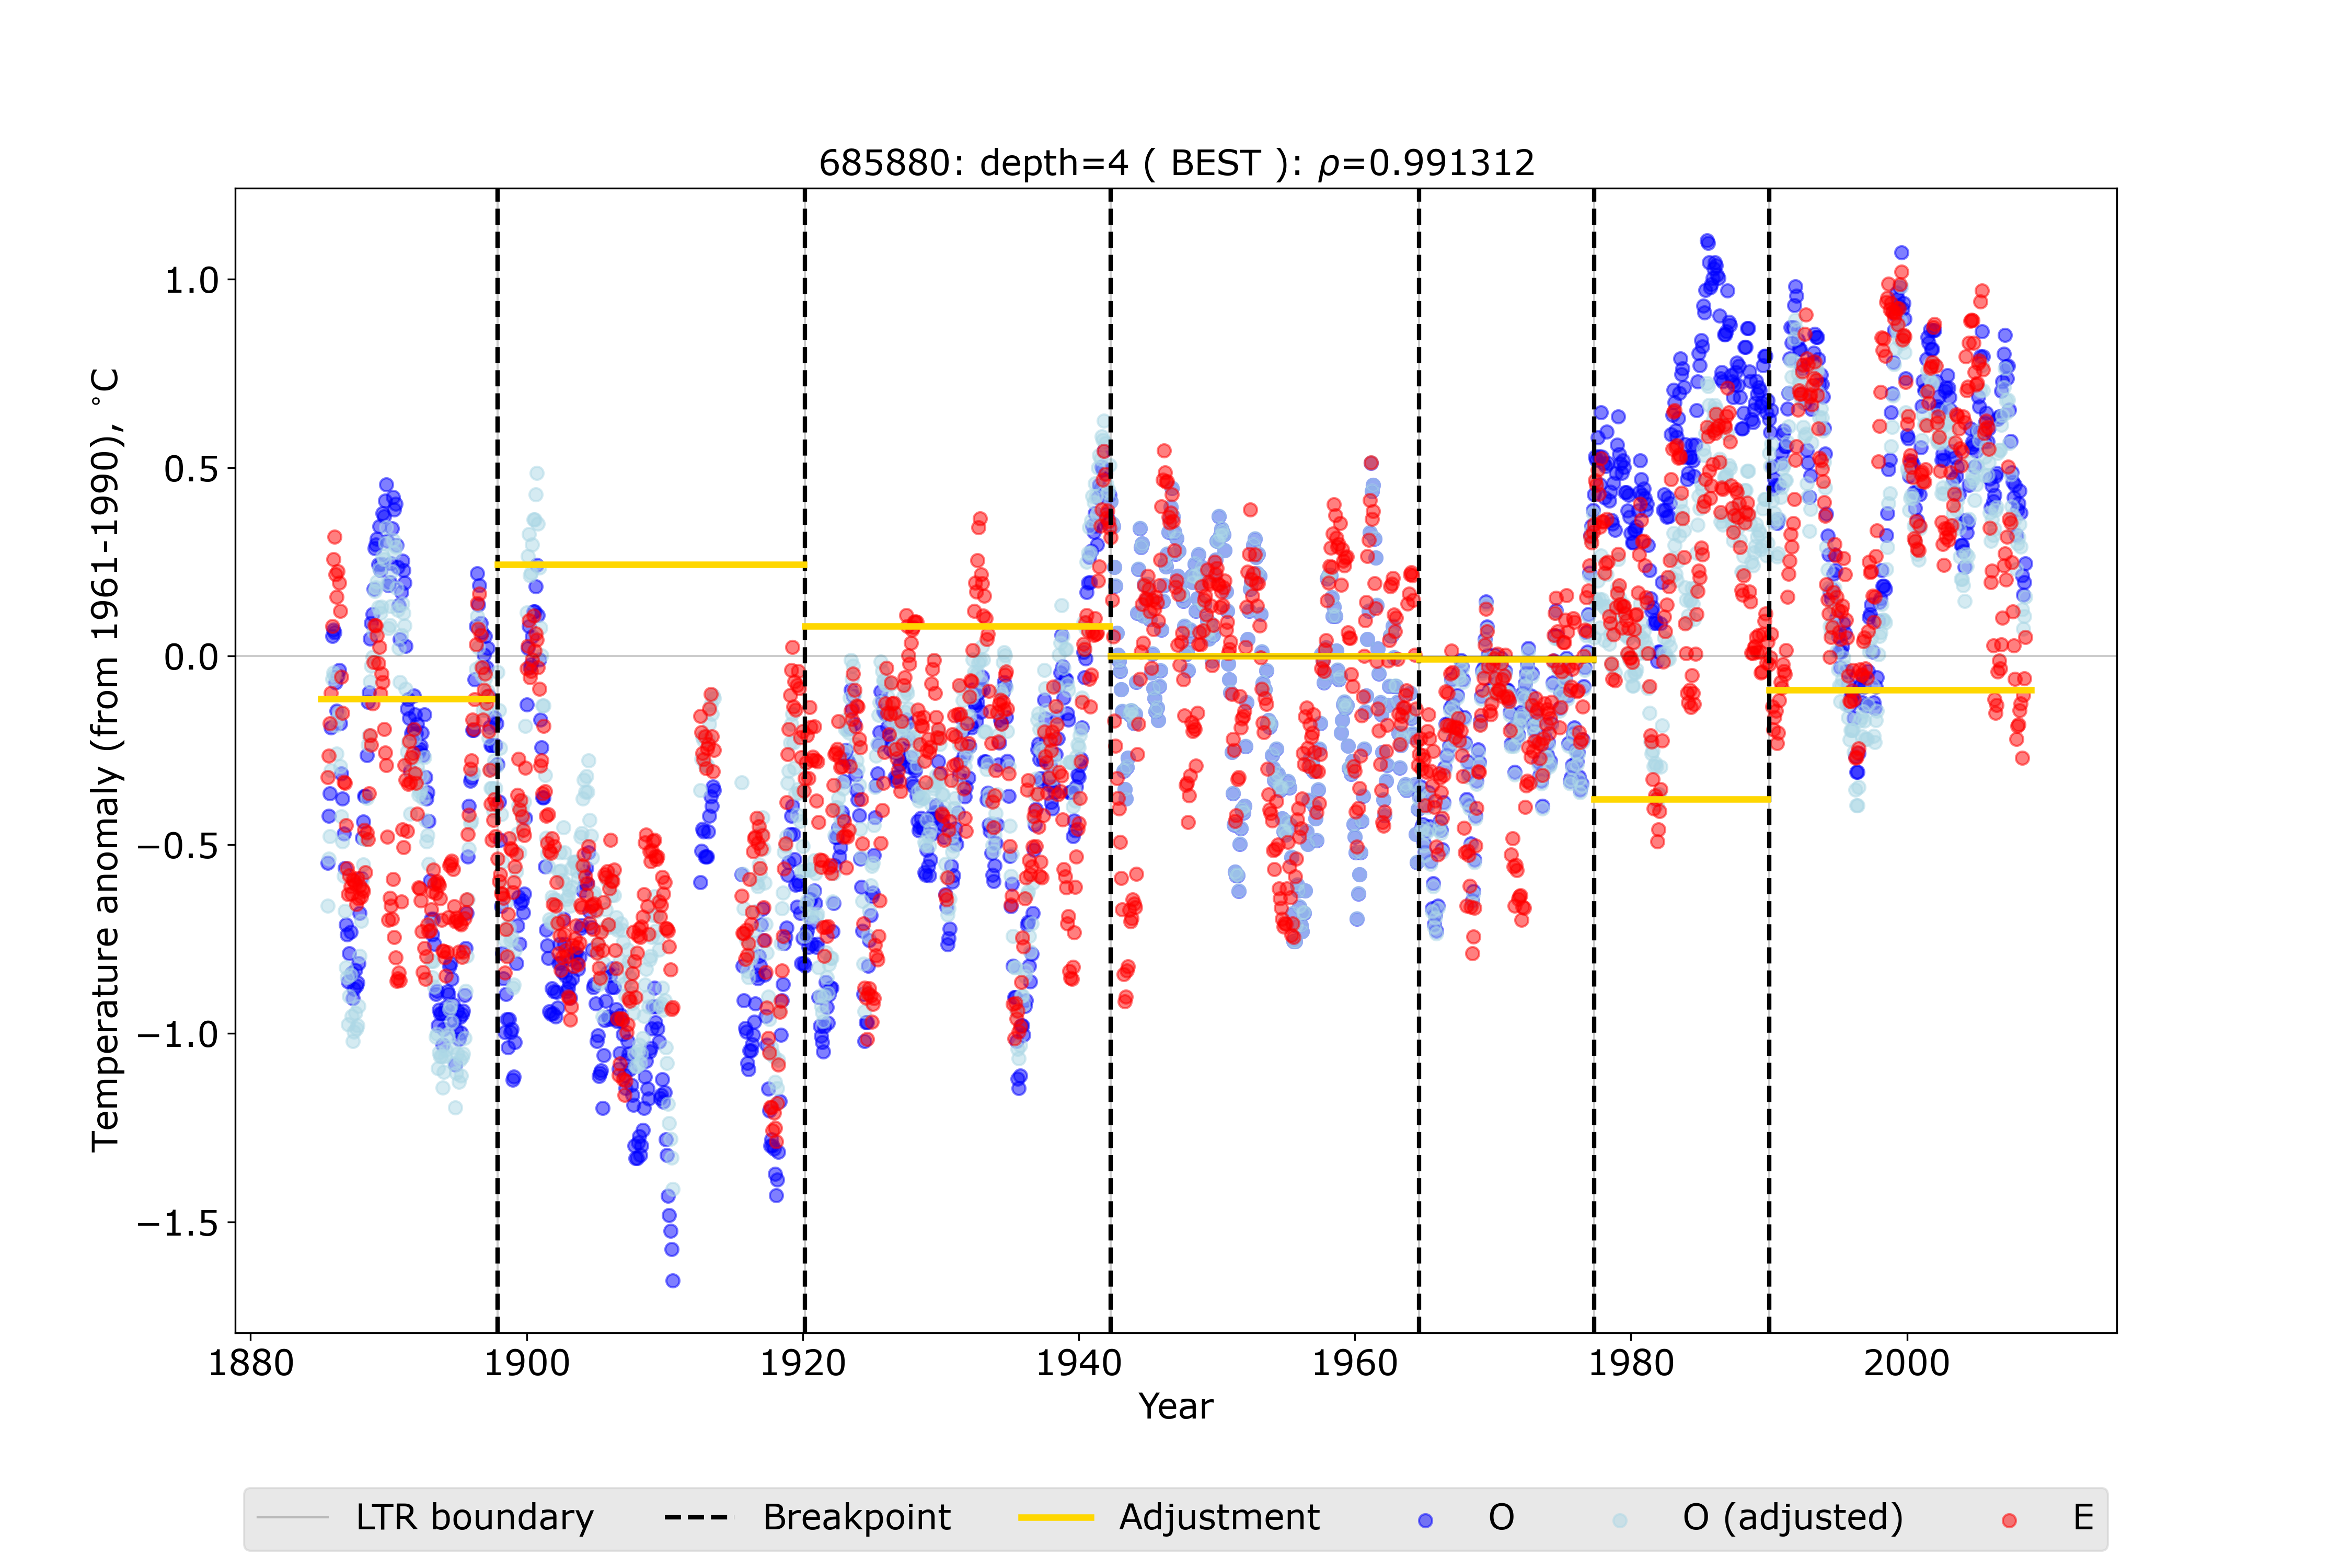 685880: depth=4 ( BEST ): ρ=0.991312
Temperature anomaly (from 1961-1990), °C
1.0
0.5
0.0
−0.5
−1.0
−1.5
1880 1900 1920 1940 1960 1980 2000
Year
LTR boundary Breakpoint Adjustment O O (adjusted) E